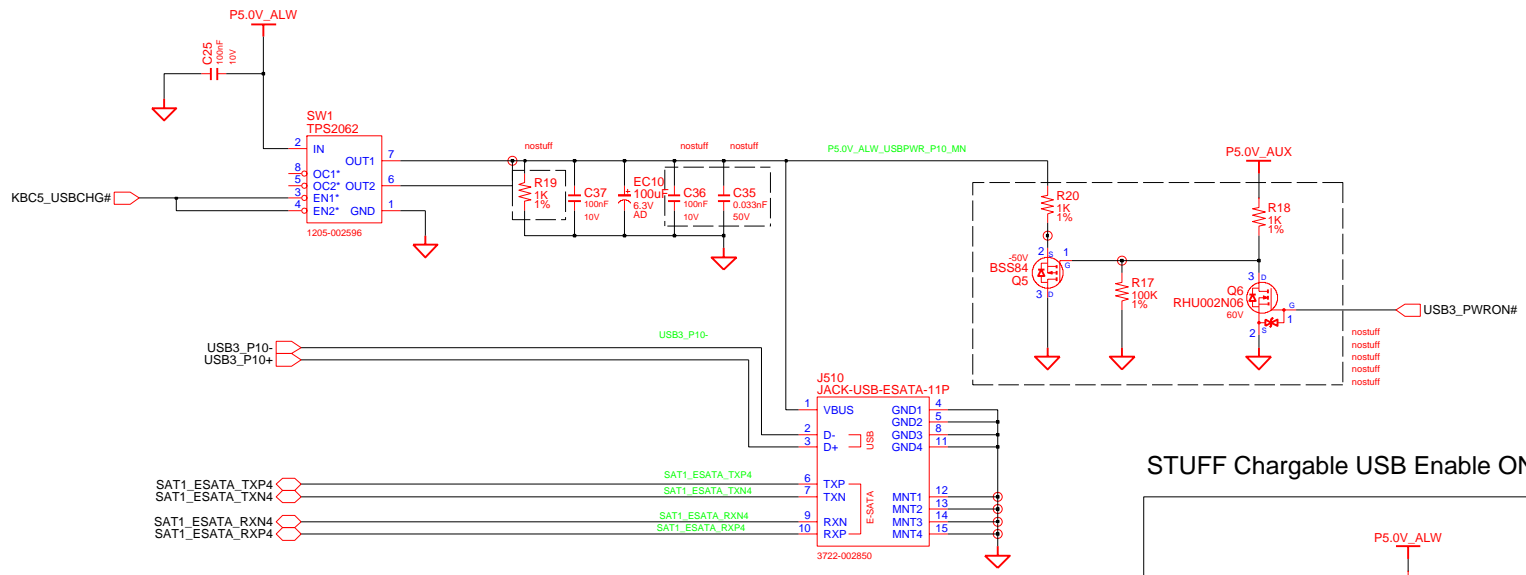 P5.0V_ALW
C25
100nF
10V
SW1
TPS2062
2
IN
OUT1
7
8
OC1*
5
OC2*
OUT2
6
3
EN1*
4
EN2*
GND
1
1205-002596
KBC5_USBCHG#
nostuff
R19
1K
1%
C37
100nF
10V
EC10
100uF
6.3V
AD
nostuff
C36
100nF
10V
nostuff
C35
0.033nF
50V
P5.0V_ALW_USBPWR_P10_MN
R20
1K
1%
P5.0V_AUX
R18
1K
1%
-50V
BSS84
Q5
2
S
1
G
3
D
R17
100K
1%
3
D
Q6
RHU002N06
60V
G
1
2
S
USB3_PWRON#
nostuff
nostuff
nostuff
nostuff
nostuff
USB3_P10-
USB3_P10-
USB3_P10+
J510
JACK-USB-ESATA-11P
1
VBUS
GND1
4
GND2
5
2
D-
GND3
8
3
D+
GND4
11
USB
6
TXP
7
TXN
MNT1
12
MNT2
13
9
RXN
MNT3
14
10
RXP
MNT4
15
E-SATA
3722-002850
SAT1_ESATA_TXP4
SAT1_ESATA_TXP4
SAT1_ESATA_TXN4
SAT1_ESATA_TXN4
SAT1_ESATA_RXN4
SAT1_ESATA_RXN4
SAT1_ESATA_RXP4
SAT1_ESATA_RXP4
STUFF Chargable USB Enable ON
P5.0V_ALW